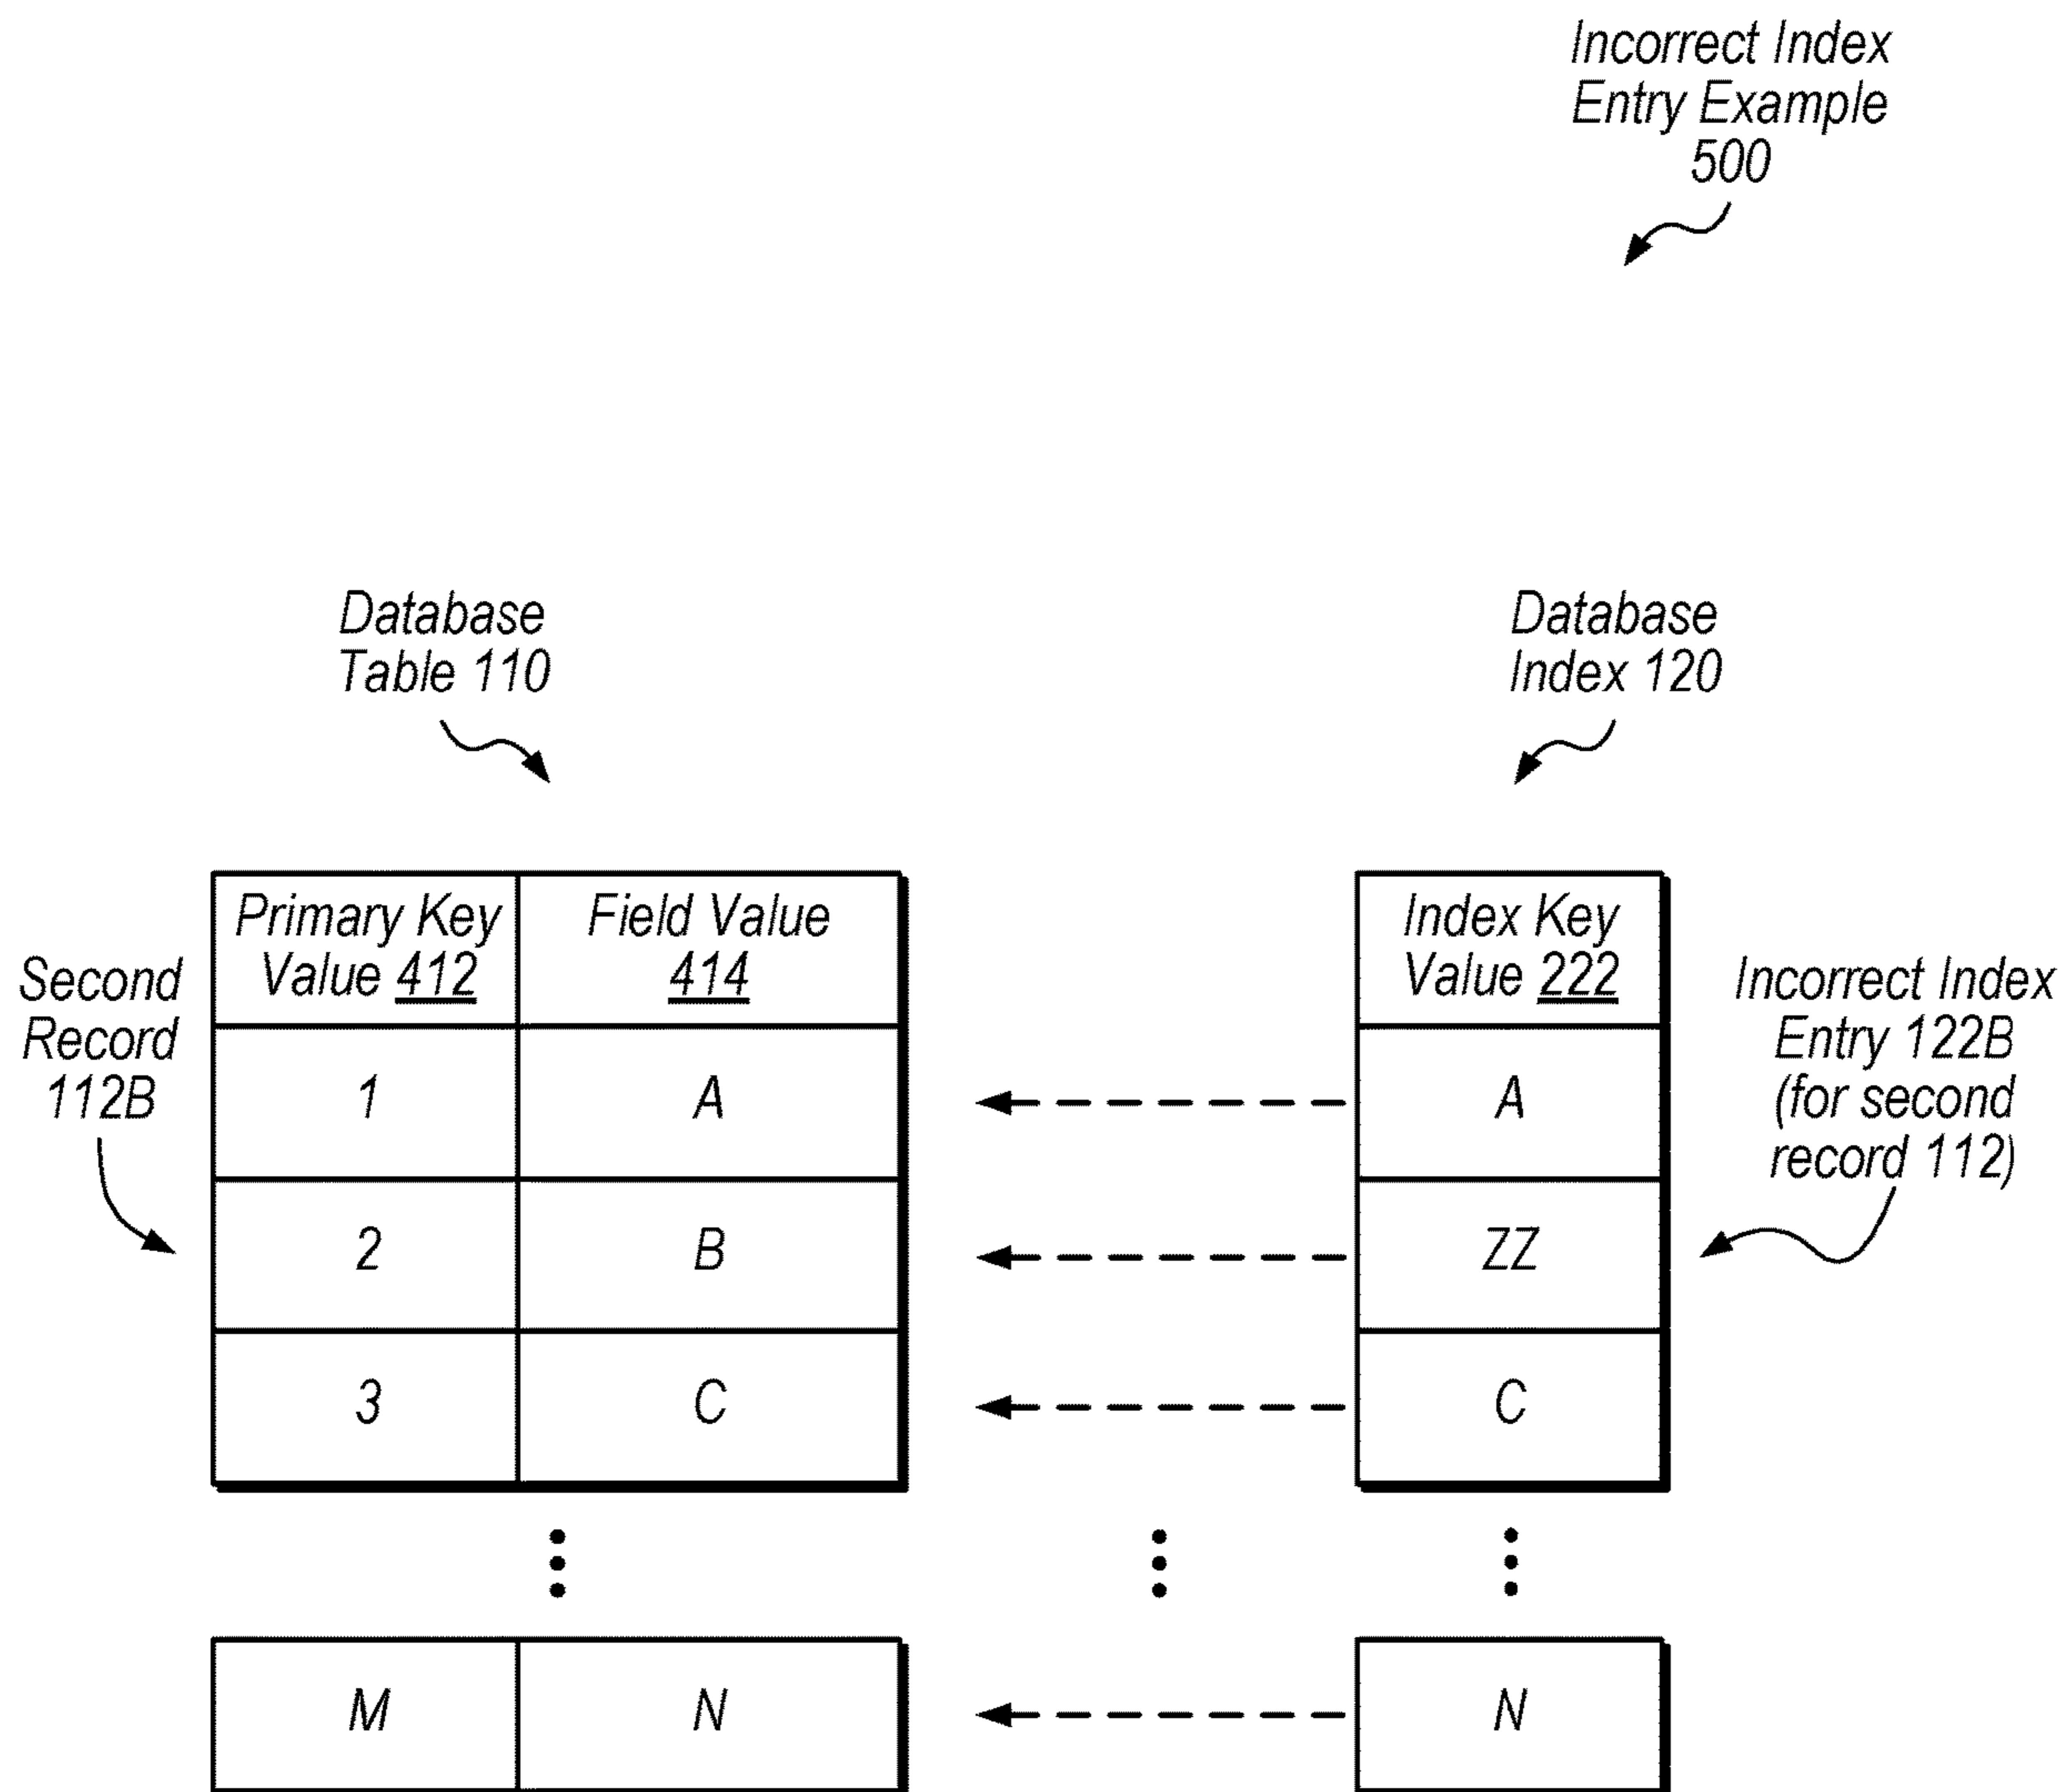 Incorrect Index
Entry Example
500
Database
Table 110
Database
Index 120
Second
Record
112B
Primary Key
Value 412
Field Value
414
Index Key
Value 222
Incorrect Index
Entry 122B
(for second
record 112)
1
A
A
2
B
ZZ
3
C
C
M
N
N